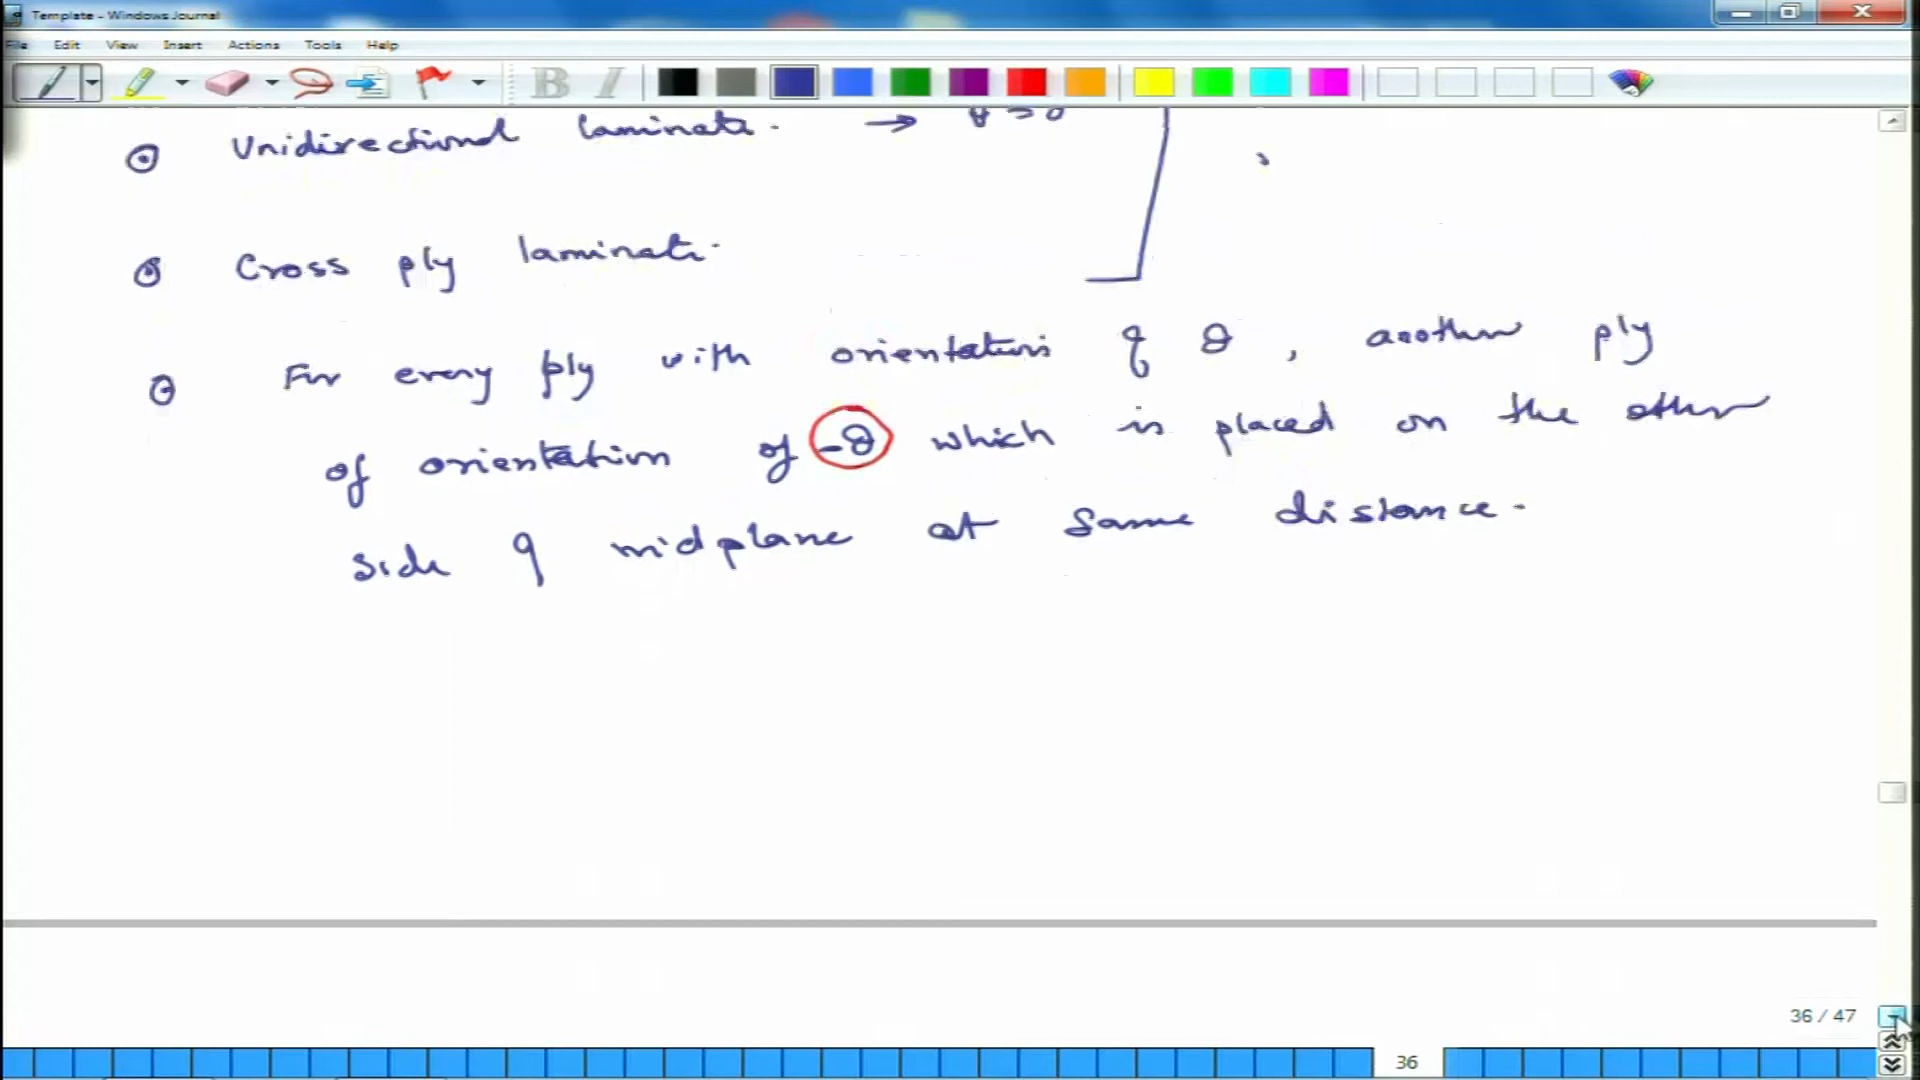 Template - Windows Journal
File Edit View Insert Actions Tools Help
B I
Unidirectional laminate. →
Cross ply laminate.
For every ply with orientation of θ, another ply
of orientation of -θ which is placed on the other
side of midplane at same distance.
36 / 47
36